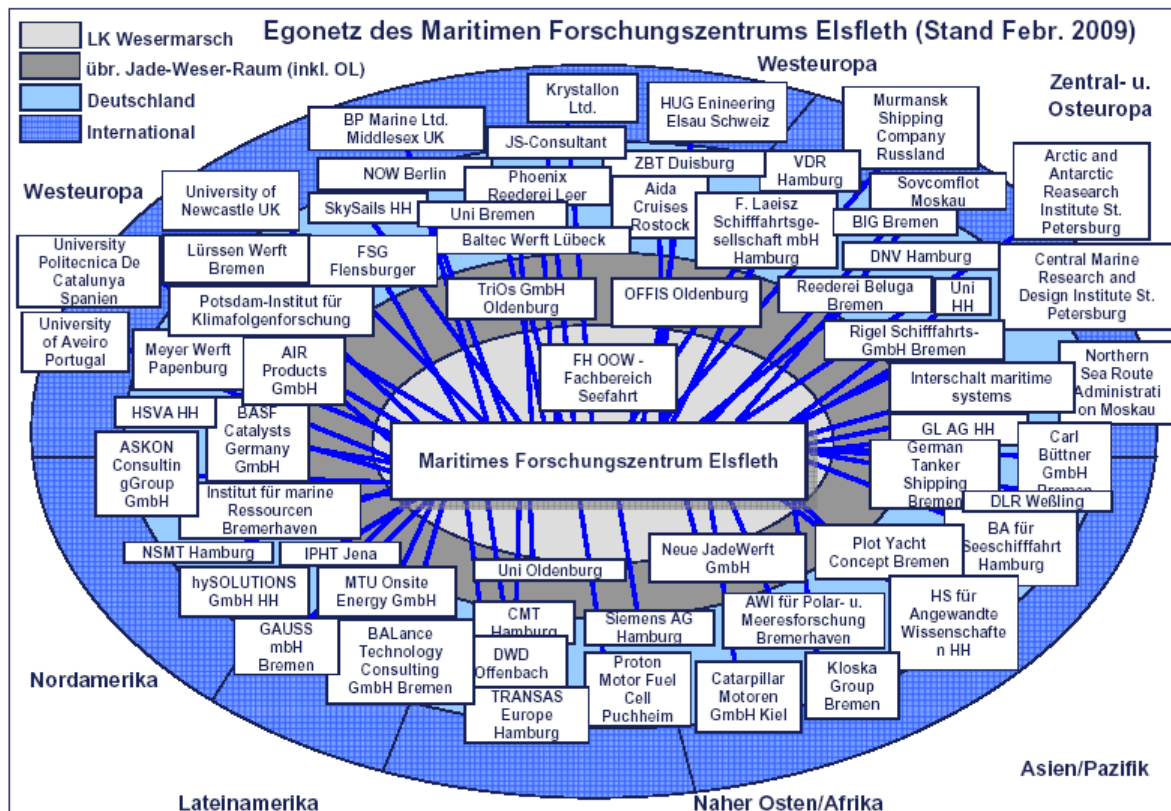 Egonetz des Maritimen Forschungszentrums Elsfleth (Stand Febr. 2009)
LK Wesermarsch
übr. Jade-Weser-Raum (inkl. OL)
Deutschland
International
Westeuropa
Zentral- u.
Osteuropa
Westeuropa
Krystallon
Ltd.
HUG Enineering
Elsau Schweiz
Murmansk
Shipping
Company
Russland
BP Marine Ltd.
Middlesex UK
JS-Consultant
ZBT Duisburg
VDR
Hamburg
Arctic and
Antarctic
Reasearch
Institute St.
Petersburg
NOW Berlin
Phoenix
Reederei Leer
Aida
Cruises
Rostock
Sovcomflot
Moskau
University of
Newcastle UK
SkySails HH
Uni Bremen
F. Laeisz
Schifffahrtsge-
sellschaft mbH
Hamburg
BIG Bremen
University
Politecnica De
Catalunya
Spanien
Lürssen Werft
Bremen
FSG
Flensburger
Baltec Werft Lübeck
DNV Hamburg
Central Marine
Research and
Design Institute St.
Petersburg
Potsdam-Institut für
Klimafolgenforschung
TriOs GmbH
Oldenburg
OFFIS Oldenburg
Reederei Beluga
Bremen
Uni
HH
University
of Aveiro
Portugal
Meyer Werft
Papenburg
AIR
Products
GmbH
FH OOW -
Fachbereich
Seefahrt
Rigel Schifffahrts-
GmbH Bremen
Northern
Sea Route
Administrati
on Moskau
Interschalt maritime
systems
HSVA HH
BASF
Catalysts
Germany
GmbH
GL AG HH
ASKON
Consultin
gGroup
GmbH
Maritimes Forschungszentrum Elsfleth
German
Tanker
Shipping
Bremen
Carl
Büttner
GmbH
Bremen
Institut für marine
Ressourcen
Bremerhaven
DLR Weßling
NSMT Hamburg
IPHT Jena
Uni Oldenburg
Neue JadeWerft
GmbH
Plot Yacht
Concept Bremen
BA für
Seeschifffahrt
Hamburg
hySOLUTIONS
GmbH HH
MTU Onsite
Energy GmbH
CMT
Hamburg
Siemens AG
Hamburg
AWI für Polar- u.
Meeresforschung
Bremerhaven
HS für
Angewandte
Wissenschafte
n HH
GAUSS
mbH
Bremen
BALance
Technology
Consulting
GmbH Bremen
DWD
Offenbach
Proton
Motor Fuel
Cell
Puchheim
Catarpillar
Motoren
GmbH Kiel
Kloska
Group
Bremen
TRANSAS
Europe
Hamburg
Nordamerika
Asien/Pazifik
Lateinamerika
Naher Osten/Afrika